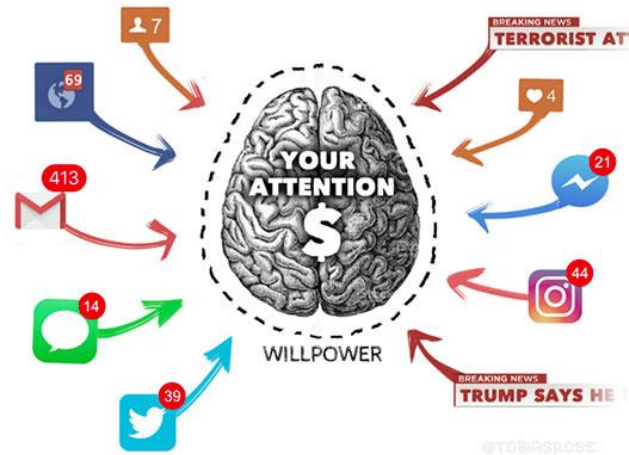 7
BREAKING NEWS
TERRORIST AT
69
4
YOUR
ATTENTION
$
21
413
44
14
WILLPOWER
39
BREAKING NEWS
TRUMP SAYS HE
@TOBIASROSE